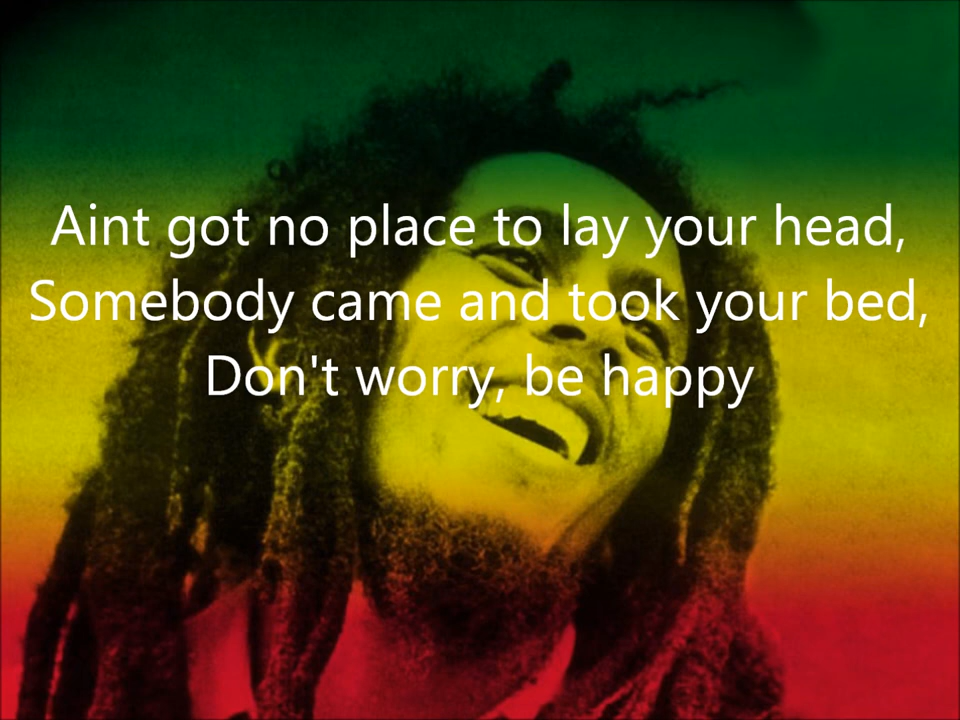 Aint got no place to lay your head,
Somebody came and took your bed,
Don't worry, be happy